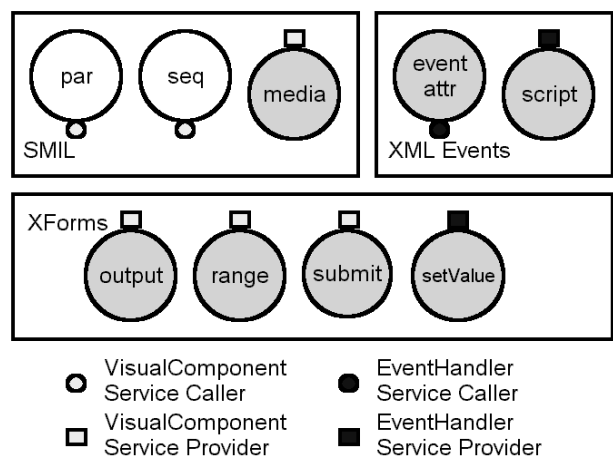 par
seq
media
SMIL
event
attr
script
XML Events
XForms
output
range
submit
setValue
VisualComponent
Service Caller
EventHandler
Service Caller
VisualComponent
Service Provider
EventHandler
Service Provider